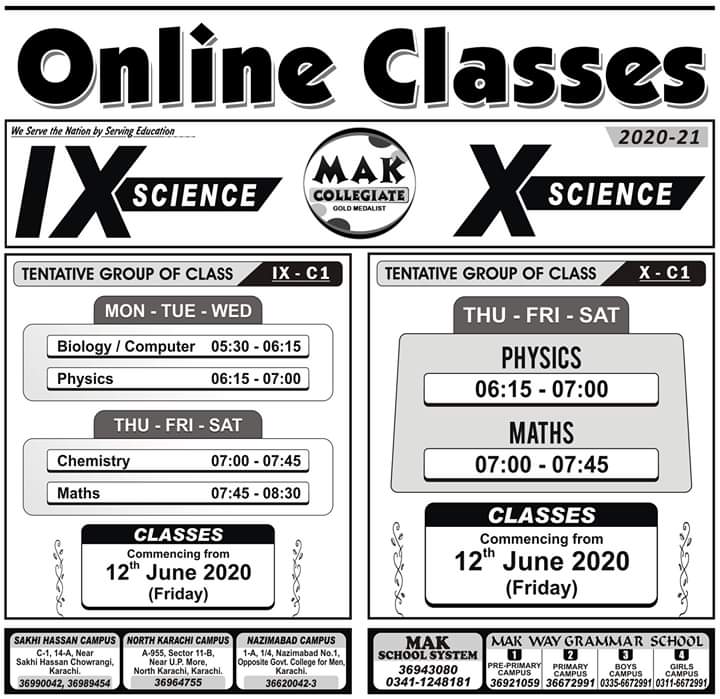 Online Classes
We Serve the Nation by Serving Education
IX SCIENCE
MAK
COLLEGIATE
GOLD MEDALIST
2020-21
X SCIENCE
TENTATIVE GROUP OF CLASS IX - C1
MON - TUE - WED
Biology / Computer 05:30 - 06:15
Physics 06:15 - 07:00
THU - FRI - SAT
Chemistry 07:00 - 07:45
Maths 07:45 - 08:30
CLASSES
Commencing from
12th June 2020
(Friday)
TENTATIVE GROUP OF CLASS X - C1
THU - FRI - SAT
PHYSICS
06:15 - 07:00
MATHS
07:00 - 07:45
CLASSES
Commencing from
12th June 2020
(Friday)
SAKHI HASSAN CAMPUS
C-1, 14-A, Near
Sakhi Hassan Chowrangi,
Karachi.
36990042, 36989454
NORTH KARACHI CAMPUS
A-955, Sector 11-B,
Near U.P. More,
North Karachi, Karachi.
36964755
NAZIMABAD CAMPUS
1-A, 1/4, Nazimabad No.1,
Opposite Govt. College for Men,
Karachi.
36620042-3
MAK
SCHOOL SYSTEM
36943080
0341-1248181
MAK WAY GRAMMAR SCHOOL
1
PRE-PRIMARY
CAMPUS
36921059
2
PRIMARY
CAMPUS
36672991
3
BOYS
CAMPUS
0335-6672991
4
GIRLS
CAMPUS
0311-6672991